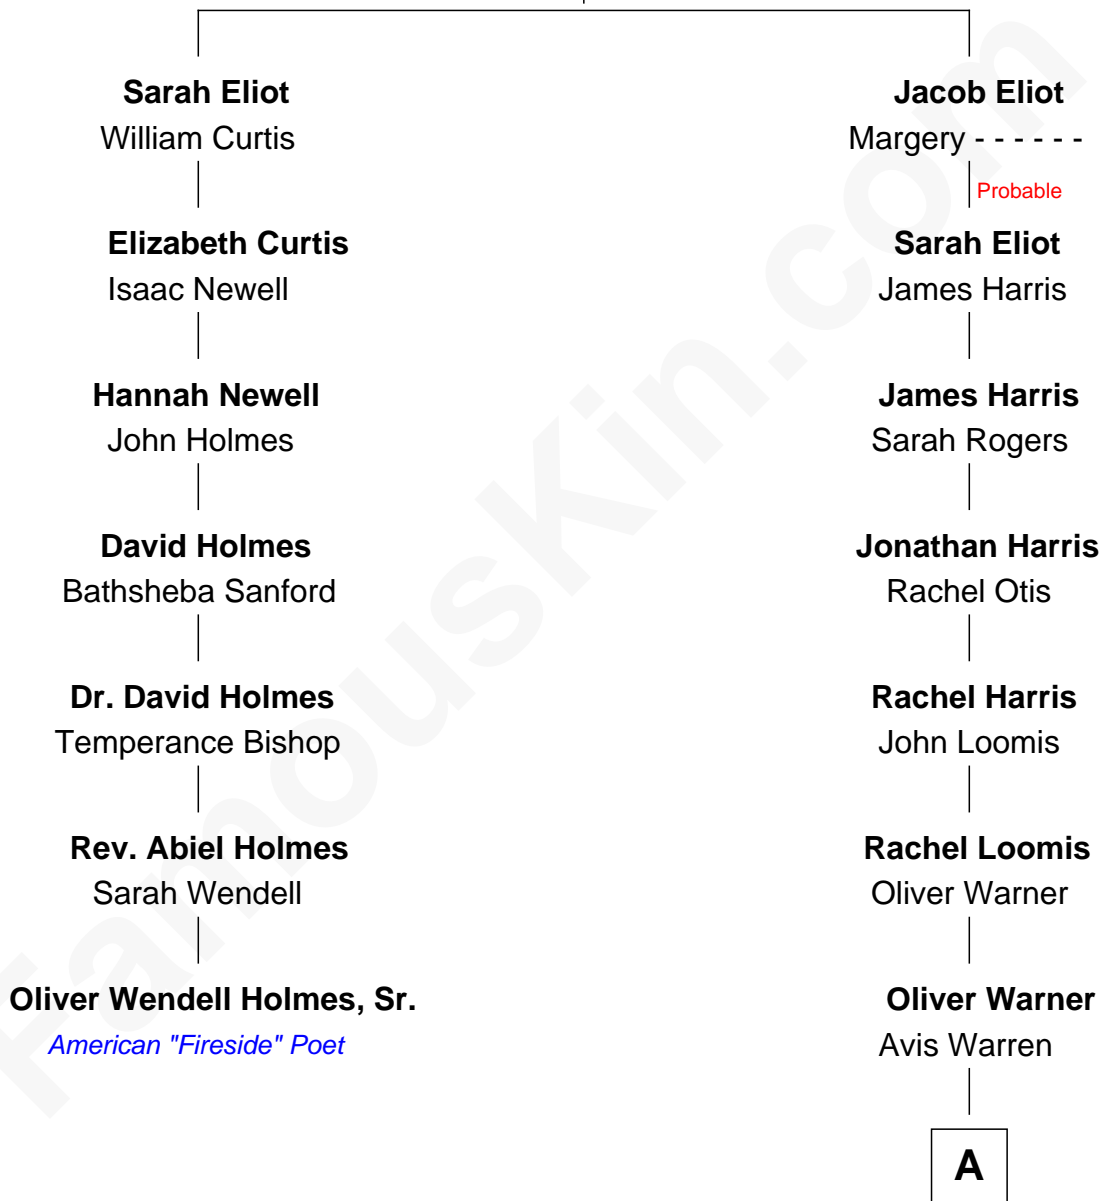 Sarah Eliot
William Curtis
Elizabeth Curtis
Isaac Newell
Hannah Newell
John Holmes
David Holmes
Bathsheba Sanford
Dr. David Holmes
Temperance Bishop
Rev. Abiel Holmes
Sarah Wendell
Oliver Wendell Holmes, Sr.
American "Fireside" Poet
Jacob Eliot
Margery - - - - - -
Probable
Sarah Eliot
James Harris
James Harris
Sarah Rogers
Jonathan Harris
Rachel Otis
Rachel Harris
John Loomis
Rachel Loomis
Oliver Warner
Oliver Warner
Avis Warren
A
FamousKin.com